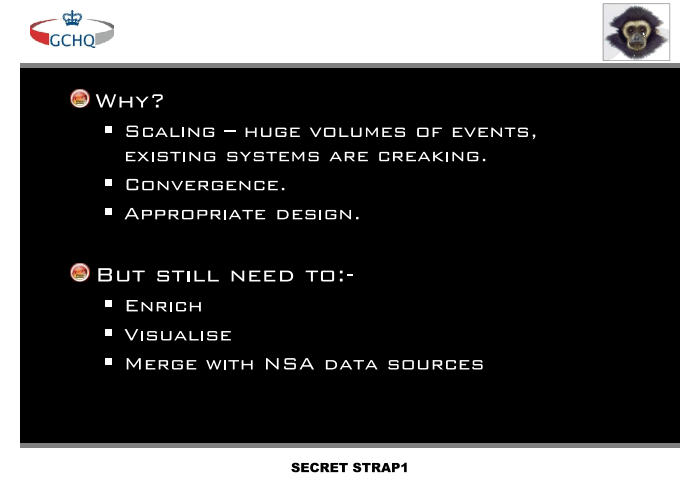 GCHQ
WHY?
SCALING – HUGE VOLUMES OF EVENTS,
EXISTING SYSTEMS ARE CREAKING.
CONVERGENCE.
APPROPRIATE DESIGN.
BUT STILL NEED TO:-
ENRICH
VISUALISE
MERGE WITH NSA DATA SOURCES
SECRET STRAP1